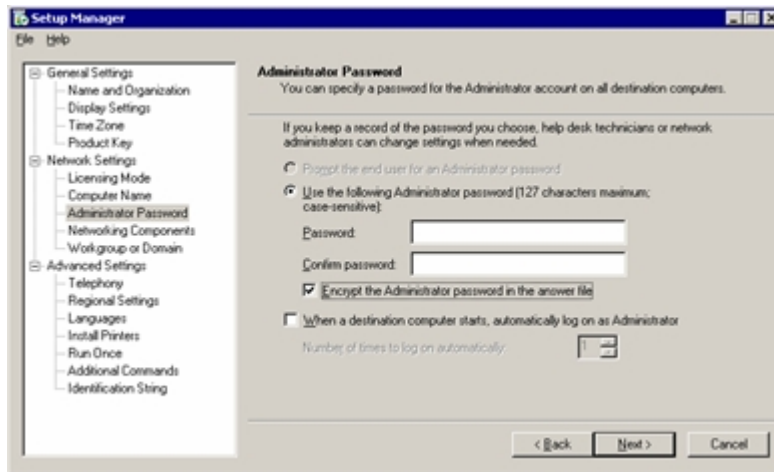 Setup Manager
File Help
General Settings
Name and Organization
Display Settings
Time Zone
Product Key
Network Settings
Licensing Mode
Computer Name
Administrator Password
Networking Components
Workgroup or Domain
Advanced Settings
Telephony
Regional Settings
Languages
Install Printers
Run Once
Additional Commands
Identification String
Administrator Password
You can specify a password for the Administrator account on all destination computers.
If you keep a record of the password you choose, help desk technicians or network
administrators can change settings when needed.
Prompt the end user for an Administrator password
Use the following Administrator password (127 characters maximum;
case-sensitive):
Password:
Confirm password:
Encrypt the Administrator password in the answer file
When a destination computer starts, automatically log on as Administrator
Number of times to log on automatically: 1
< Back Next > Cancel